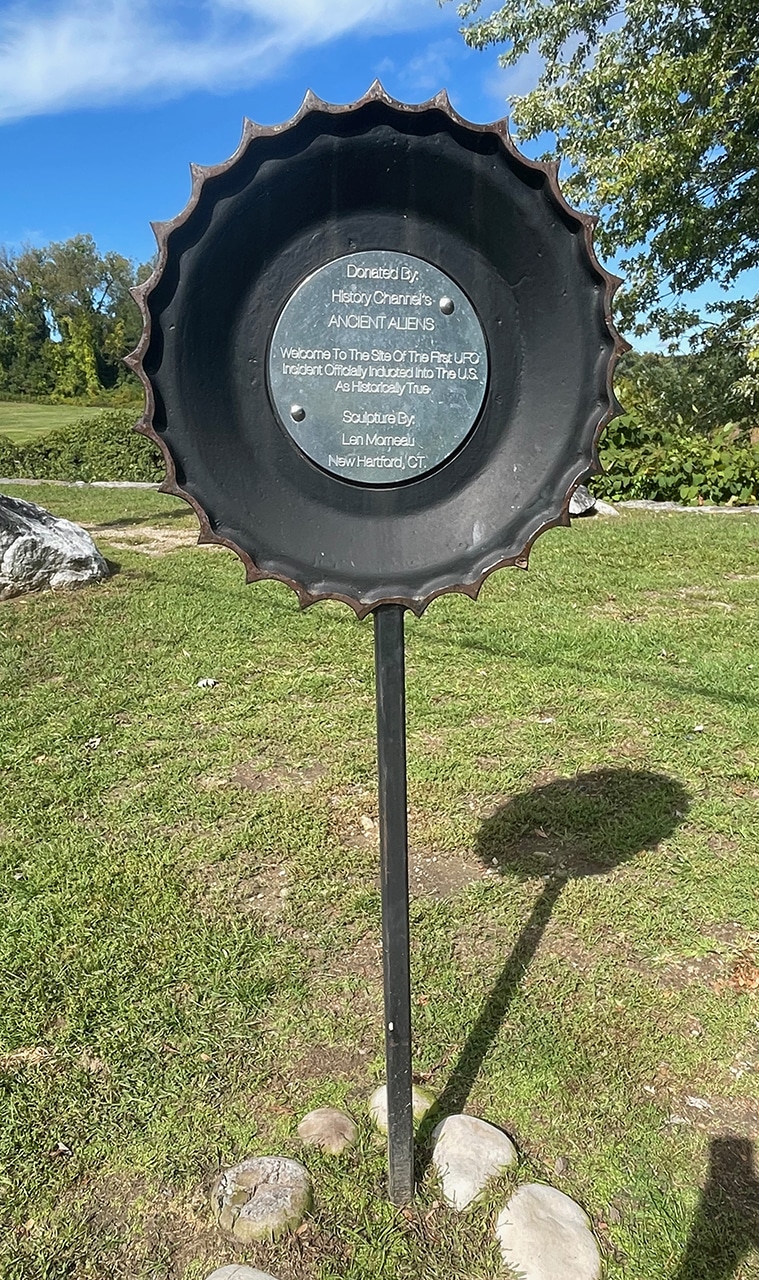 Donated By:
History Channel's
ANCIENT ALIENS
Welcome To The Site Of The First UFO
Incident Officially Inducted Into The U.S.
As Historically True
Sculpture By:
Len Morneau
New Hartford, CT.